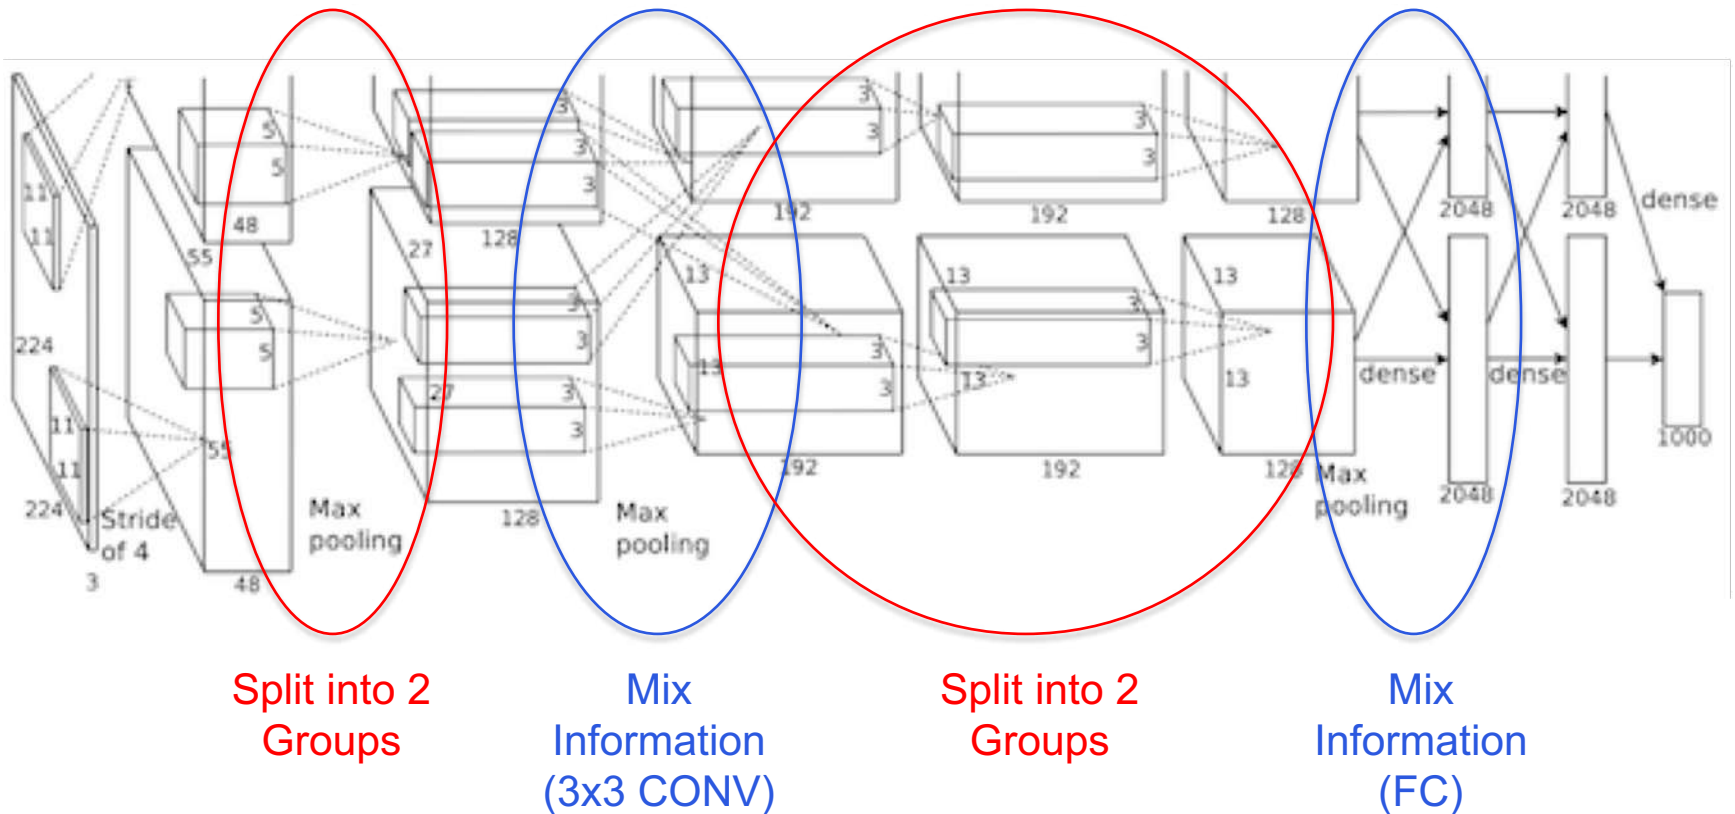 11
11
224
11
11
224
Stride
of 4
3
5
5
48
55
5
5
55
48
Max
pooling
3
3
3
128
27
3
3
27
3
3
128
Max
pooling
3
3
192
13
3
3
13
192
3
3
192
13
3
3
13
192
128
13
13
128
Max
pooling
dense
2048
2048
dense
2048
2048
dense
1000
Split into 2
Groups
Mix
Information
(3x3 CONV)
Split into 2
Groups
Mix
Information
(FC)